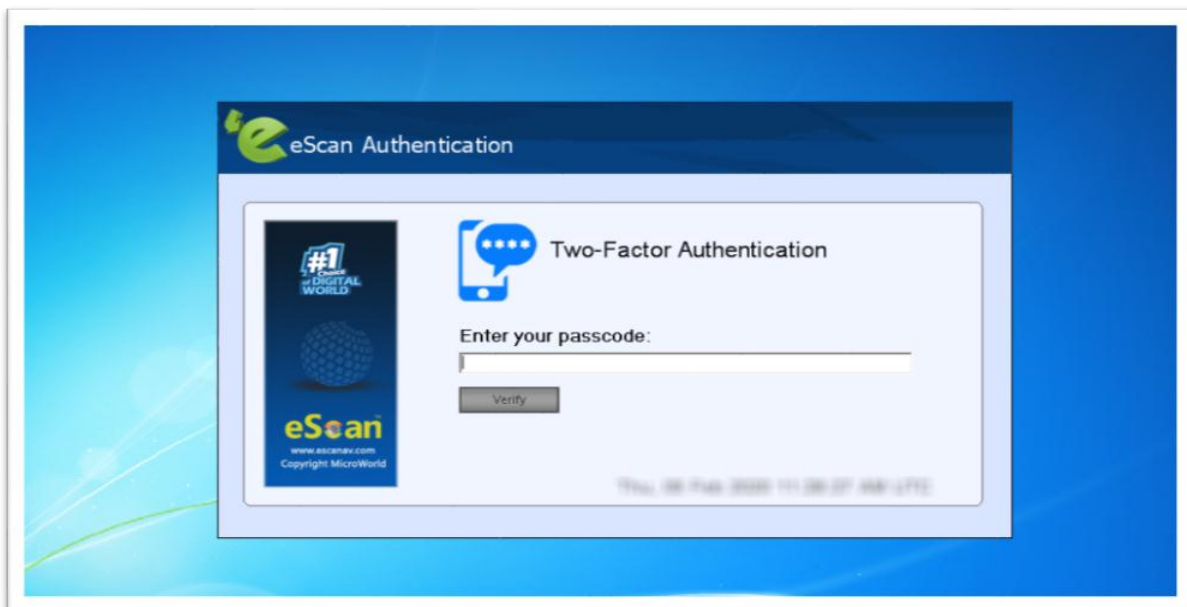 eScan Authentication
#1
Choice
of DIGITAL
WORLD
eScan
www.escanav.com
Copyright MicroWorld
****
Two-Factor Authentication
Enter your passcode:
Verify